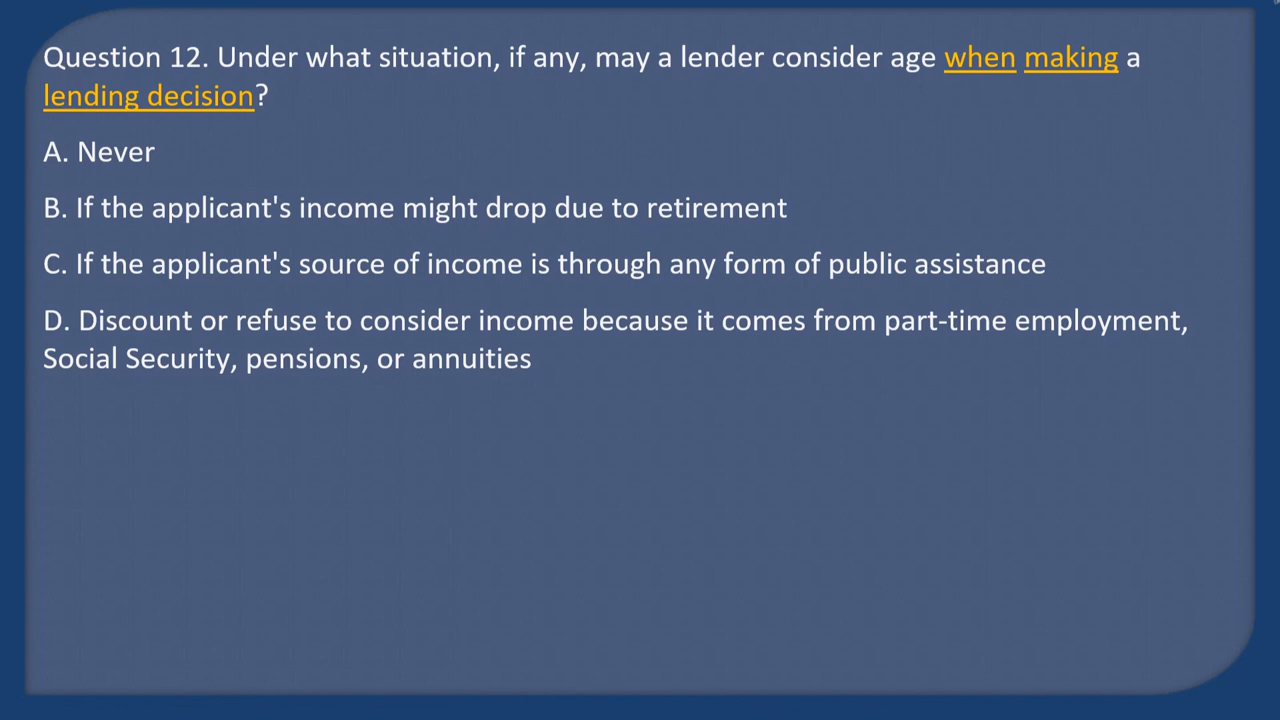 Question 12. Under what situation, if any, may a lender consider age when making a
lending decision?
A. Never
B. If the applicant's income might drop due to retirement
C. If the applicant's source of income is through any form of public assistance
D. Discount or refuse to consider income because it comes from part-time employment,
Social Security, pensions, or annuities